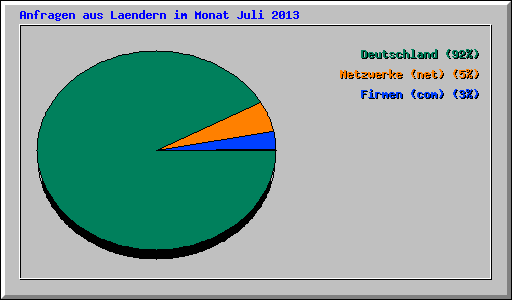 Anfragen aus Laendern im Monat Juli 2013
Deutschland (92%)
Netzwerke (net) (5%)
Firmen (com) (3%)